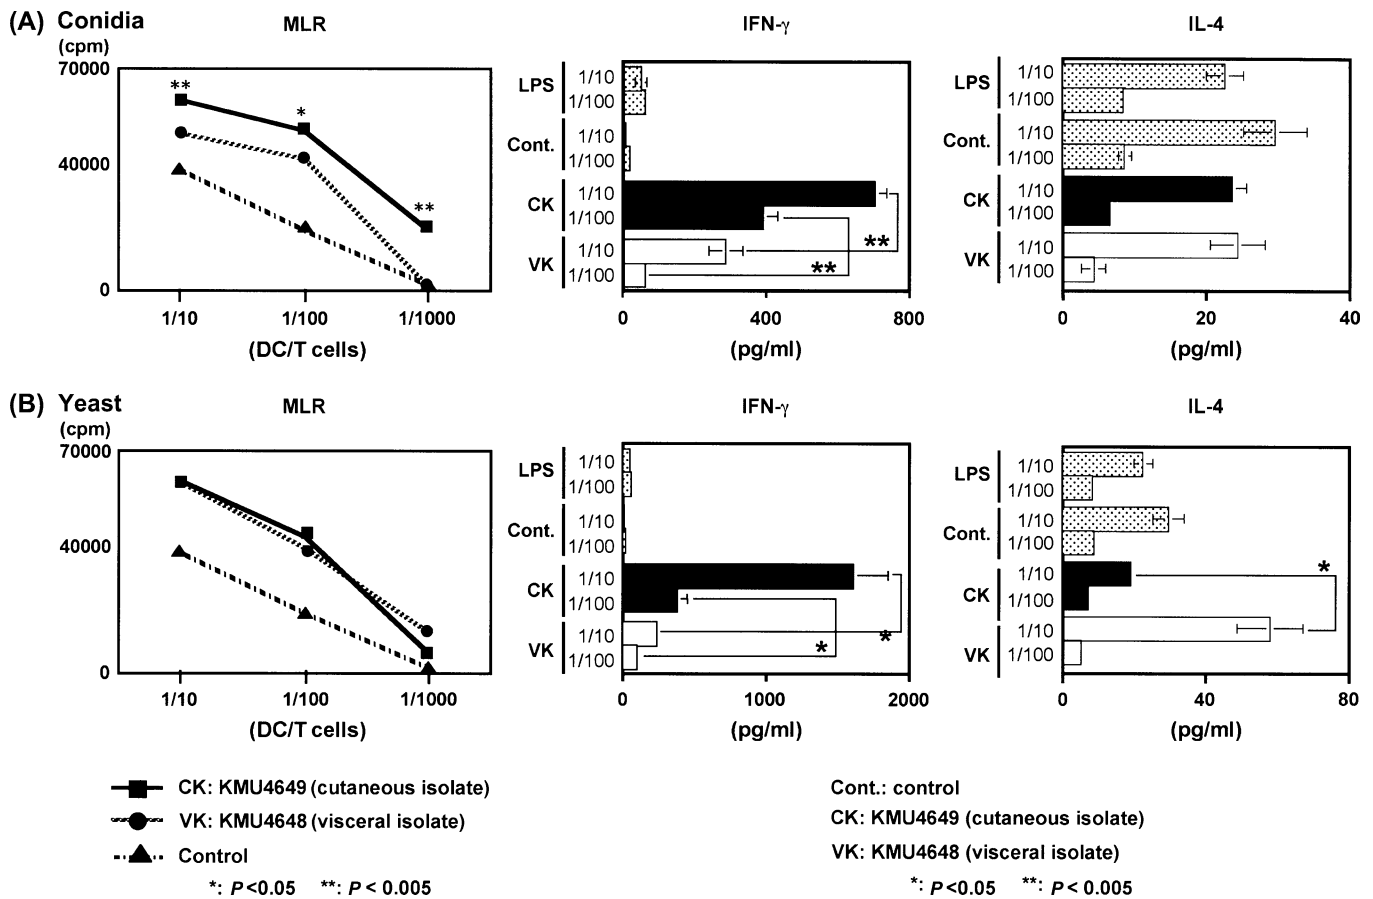 (A) Conidia
(cpm)
MLR
70000
40000
0
**
*
**
1/10 1/100 1/1000
(DC/T cells)
IFN-γ
LPS 1/10
1/100
Cont. 1/10
1/100
CK 1/10
1/100
VK 1/10
1/100
**
**
0 400 800
(pg/ml)
IL-4
LPS 1/10
1/100
Cont. 1/10
1/100
CK 1/10
1/100
VK 1/10
1/100
0 20 40
(pg/ml)
(B) Yeast
(cpm)
MLR
70000
40000
0
1/10 1/100 1/1000
(DC/T cells)
IFN-γ
LPS 1/10
1/100
Cont. 1/10
1/100
CK 1/10
1/100
VK 1/10
1/100
*
*
0 1000 2000
(pg/ml)
IL-4
LPS 1/10
1/100
Cont. 1/10
1/100
CK 1/10
1/100
VK 1/10
1/100
*
0 40 80
(pg/ml)
CK: KMU4649 (cutaneous isolate)
VK: KMU4648 (visceral isolate)
Control
*: P<0.05 **: P< 0.005
Cont.: control
CK: KMU4649 (cutaneous isolate)
VK: KMU4648 (visceral isolate)
*: P<0.05 **: P< 0.005